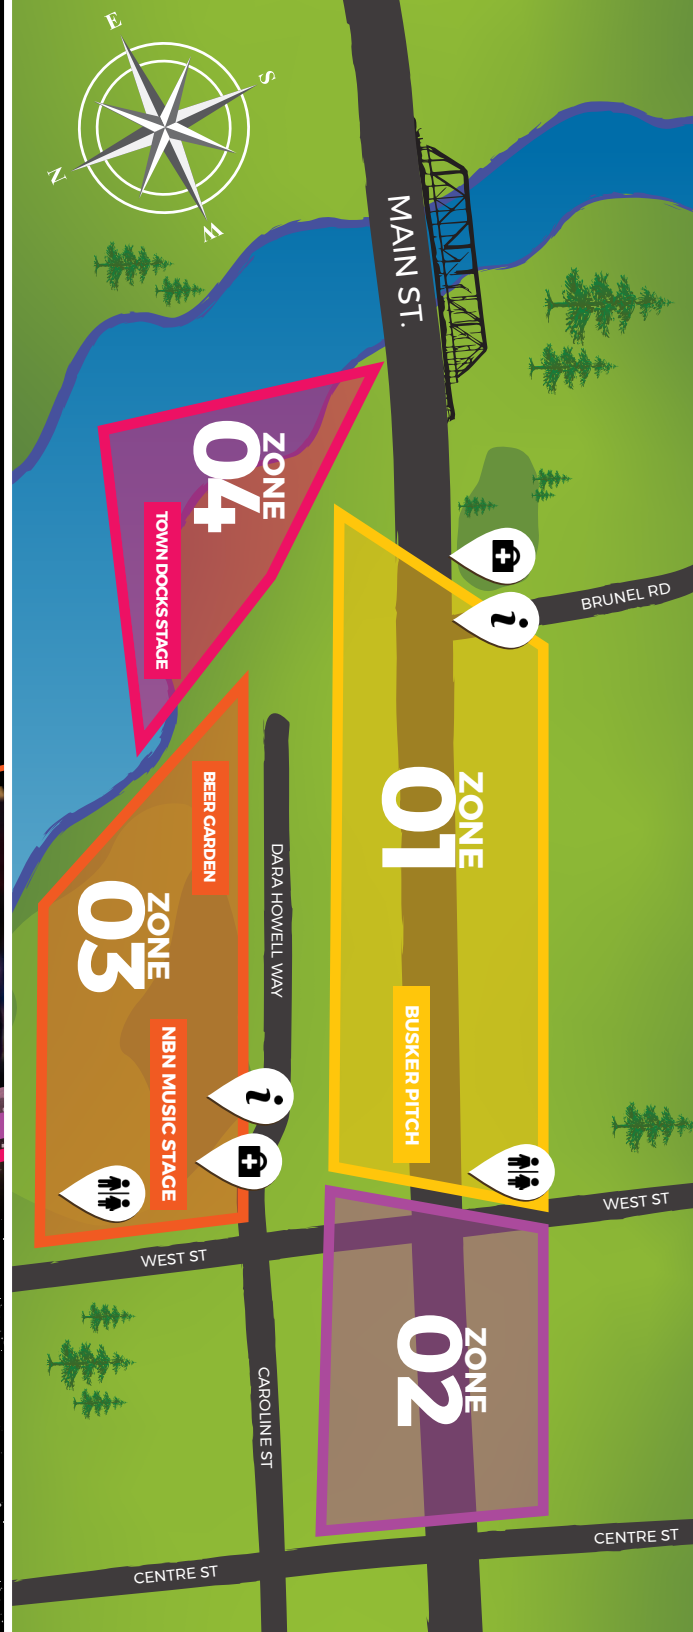 E
S
N
W
MAIN ST.
ZONE
04
TOWN DOCKS STAGE
BRUNEL RD
i
ZONE
01
BUSKER PITCH
BEER GARDEN
DARA HOWELL WAY
ZONE
03
NBN MUSIC STAGE
i
WEST ST
WEST ST
ZONE
02
CAROLINE ST
CENTRE ST
CENTRE ST